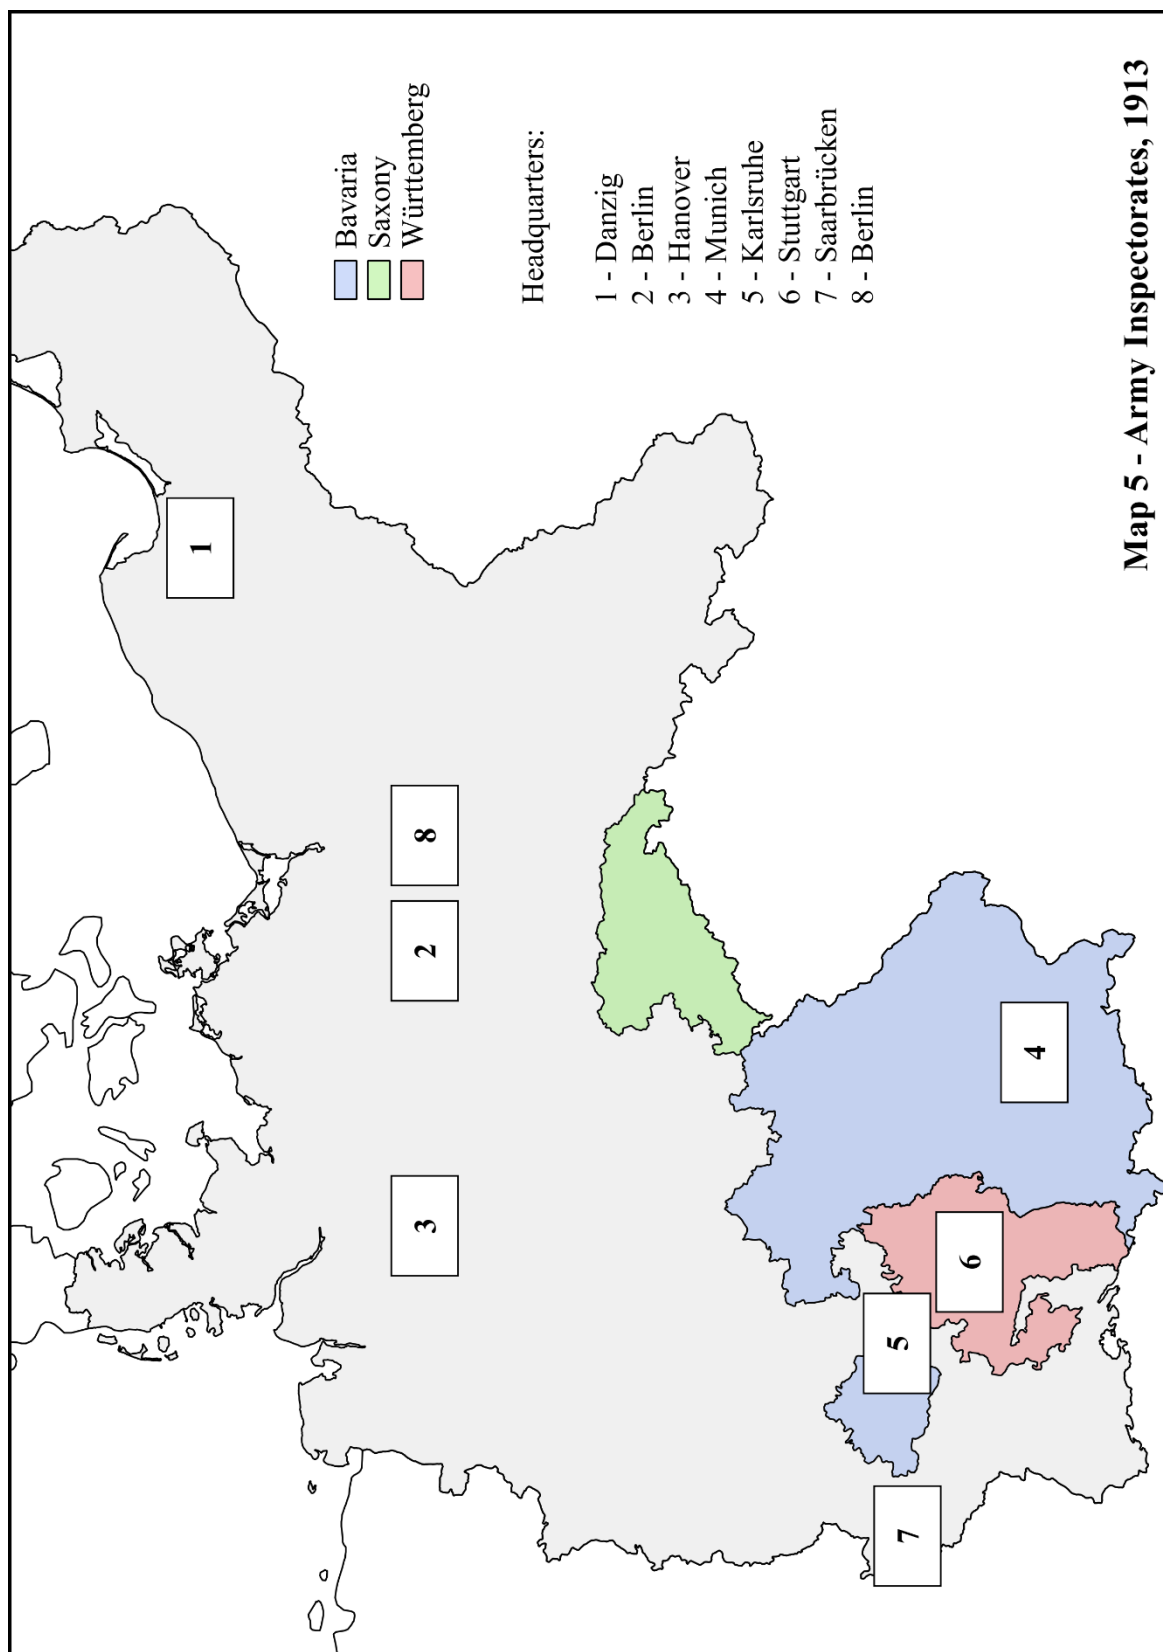 Bavaria
Saxony
Württemberg
Headquarters:
1 - Danzig
2 - Berlin
3 - Hanover
4 - Munich
5 - Karlsruhe
6 - Stuttgart
7 - Saarbrücken
8 - Berlin
1
2
8
3
4
5
6
7
Map 5 - Army Inspectorates, 1913